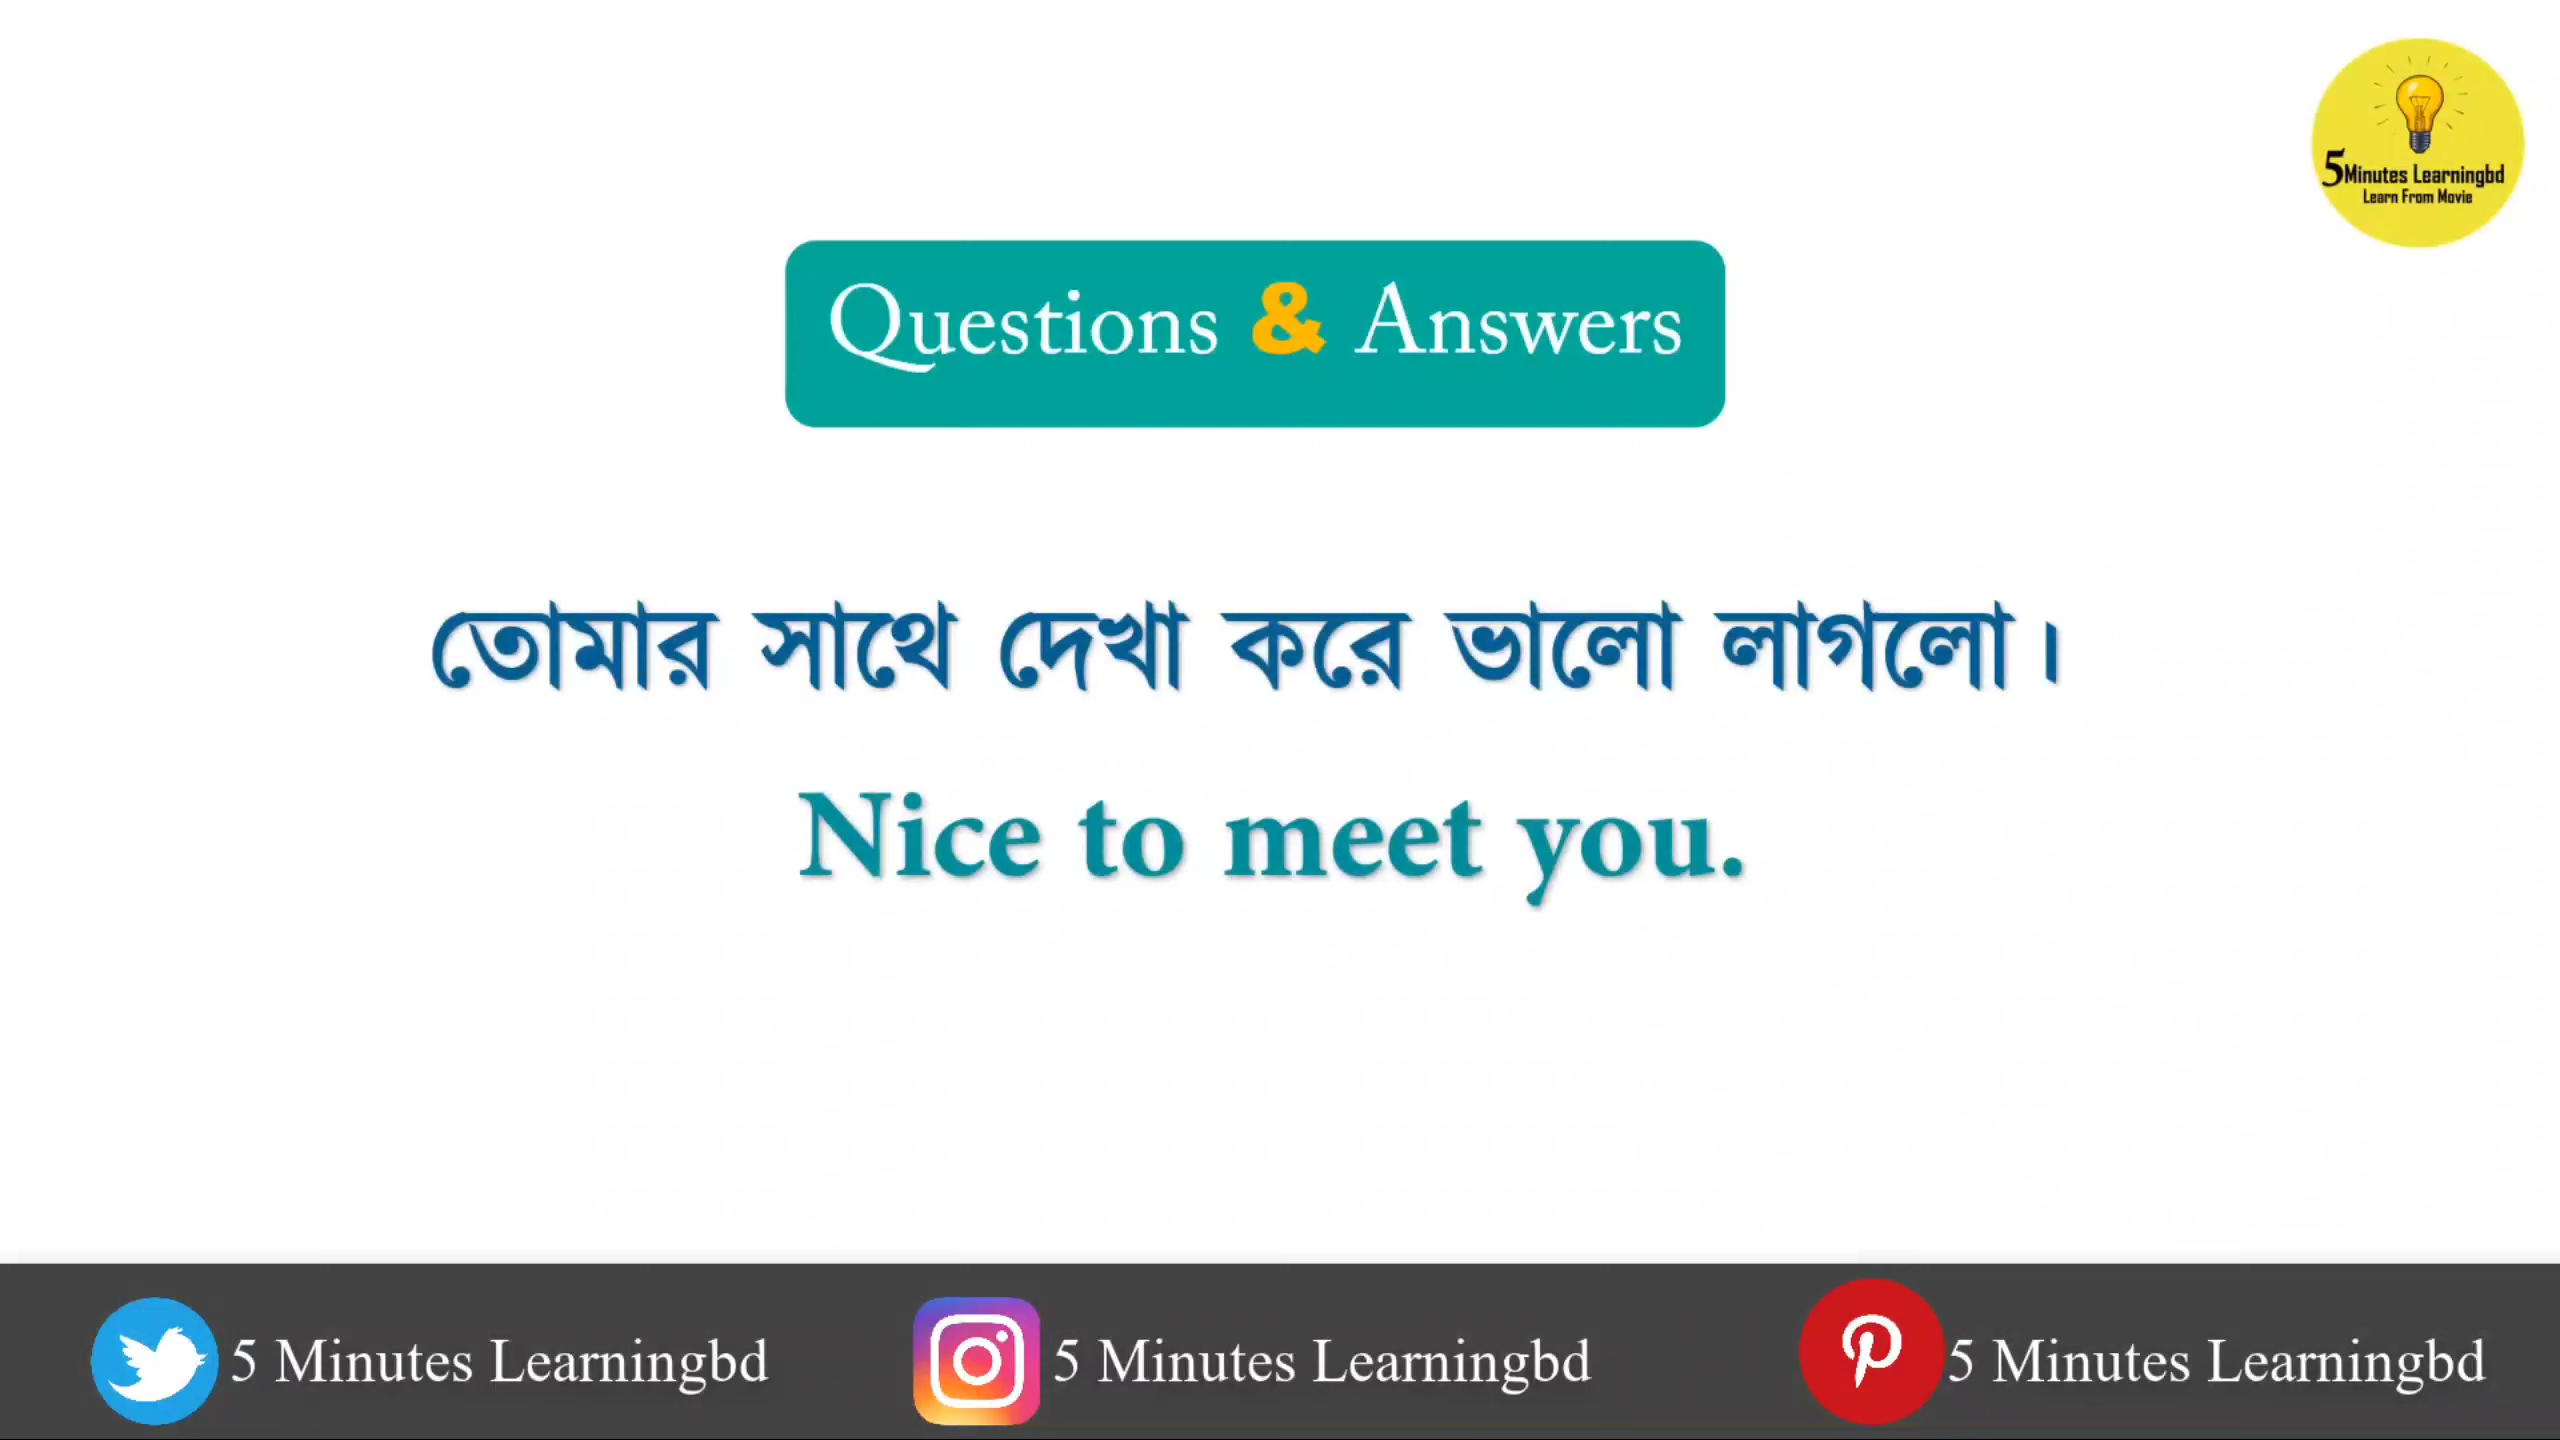 5Minutes Learningbd
Learn From Movie
Questions & Answers
তোমার সাথে দেখা করে ভালো লাগলো।
Nice to meet you.
5 Minutes Learningbd
5 Minutes Learningbd
5 Minutes Learningbd